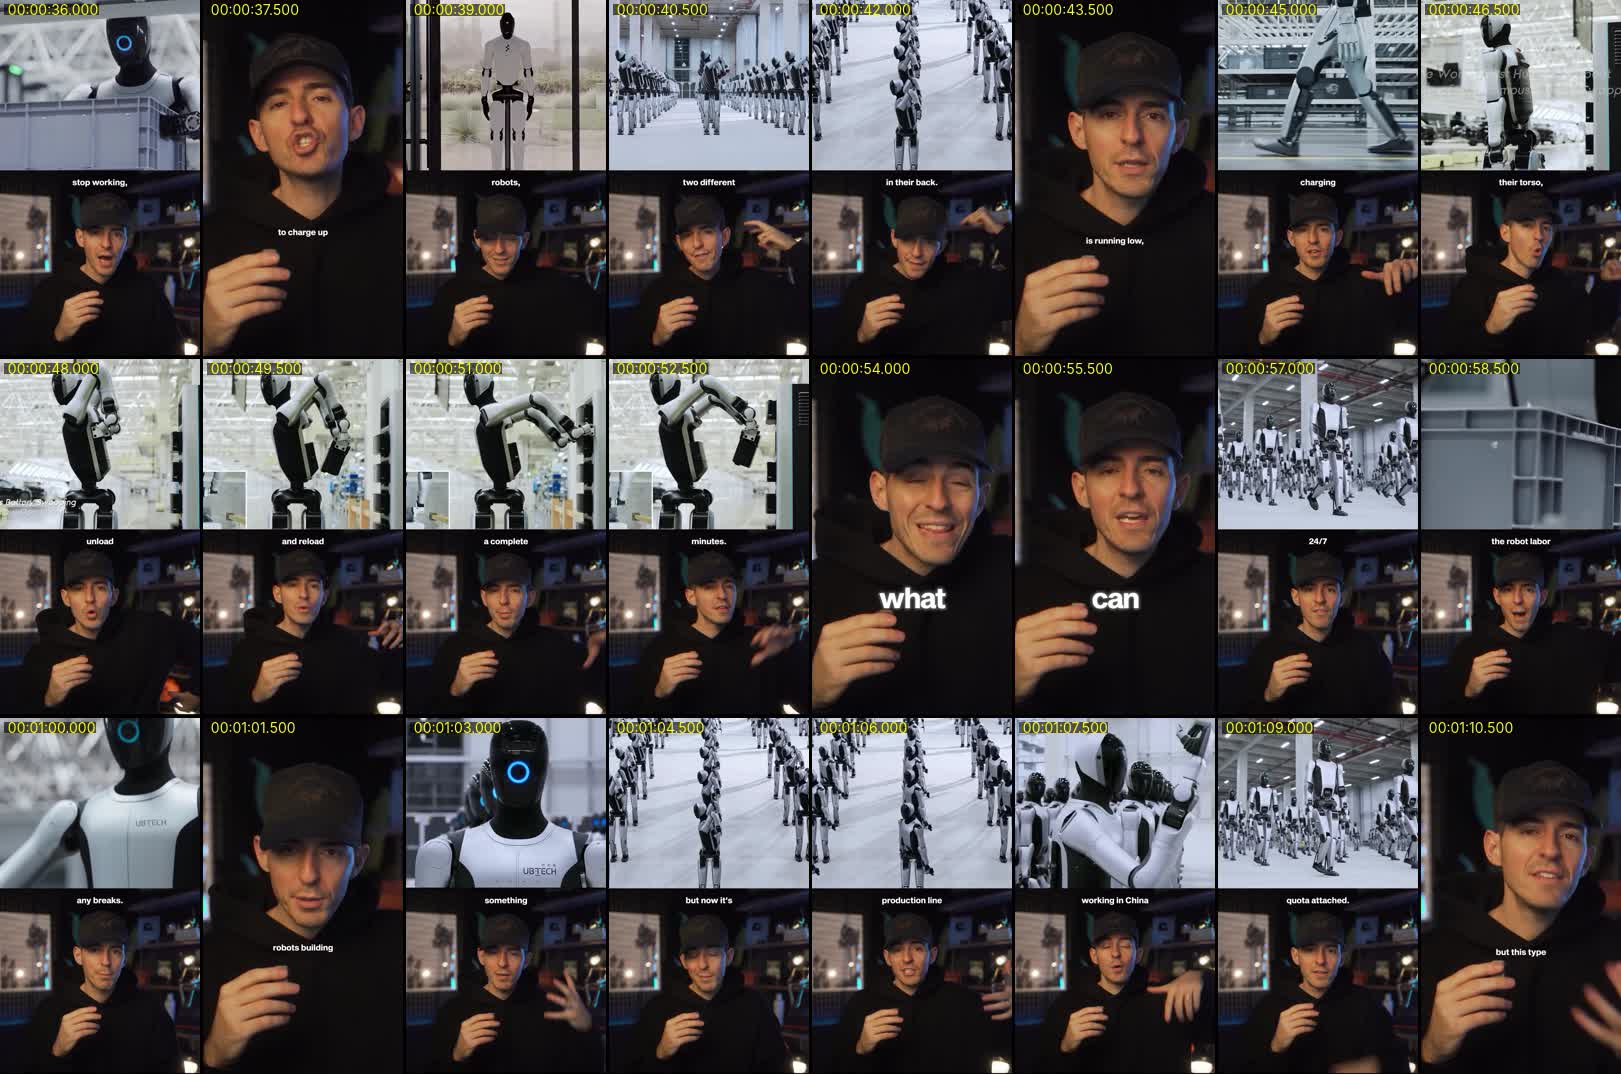 00:00:36.000
stop working,
00:00:37.500
to charge up
00:00:39.000
robots,
00:00:40.500
two different
00:00:42.000
in their back.
00:00:43.500
is running low,
00:00:45.000
charging
00:00:46.500
their torso,
00:00:48.000
Battery Swapping
unload
00:00:49.500
and reload
00:00:51.000
a complete
00:00:52.500
minutes.
00:00:54.000
what
00:00:55.500
can
00:00:57.000
24/7
00:00:58.500
the robot labor
00:01:00.000
UBTECH
any breaks.
00:01:01.500
robots building
00:01:03.000
UBTECH
something
00:01:04.500
but now it's
00:01:06.000
production line
00:01:07.500
working in China
00:01:09.000
quota attached.
00:01:10.500
but this type